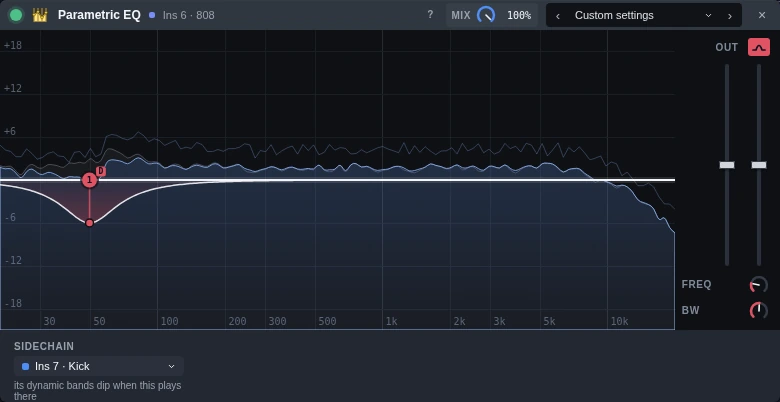 Parametric EQ Ins 6 · 808 ? MIX 100% ‹ Custom settings › ×
OUT
+18
+12
+6
1 D
-6
-12
-18
30 50 100 200 300 500 1k 2k 3k 5k 10k
FREQ
BW
SIDECHAIN
Ins 7 · Kick
its dynamic bands dip when this plays
there